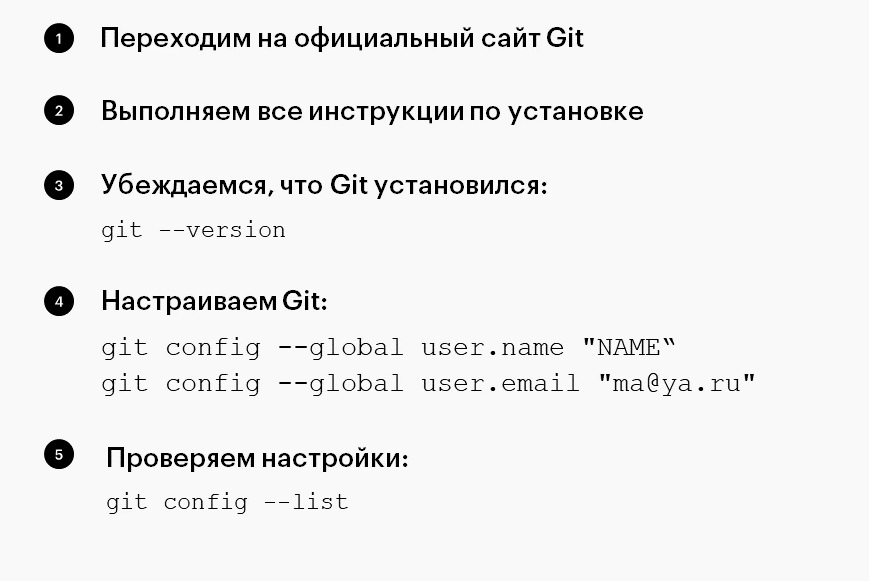 1 Переходим на официальный сайт Git
2 Выполняем все инструкции по установке
3 Убеждаемся, что Git установился:
git --version
4 Настраиваем Git:
git config --global user.name "NAME“
git config --global user.email "ma@ya.ru"
5 Проверяем настройки:
git config --list